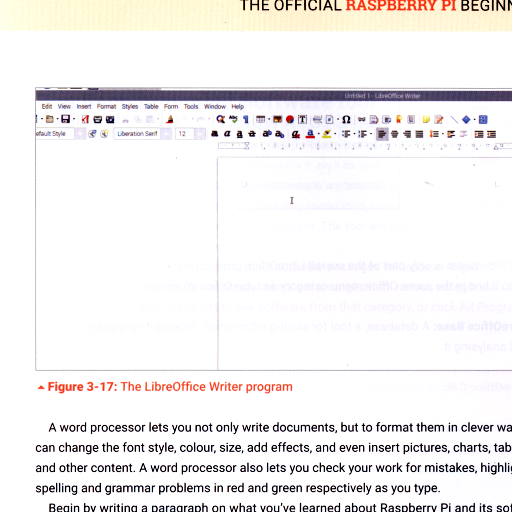 THE OFFICIAL RASPBERRY PI BEGINN
Untitled 1 - LibreOffice Writer
Edit View Insert Format Styles Table Form Tools Window Help
efault Style Liberation Serif 12
Figure 3-17: The LibreOffice Writer program
A word processor lets you not only write documents, but to format them in clever wa
can change the font style, colour, size, add effects, and even insert pictures, charts, tab
and other content. A word processor also lets you check your work for mistakes, highli
spelling and grammar problems in red and green respectively as you type.
Begin by writing a paragraph on what you've learned about Raspberry Pi and its sof